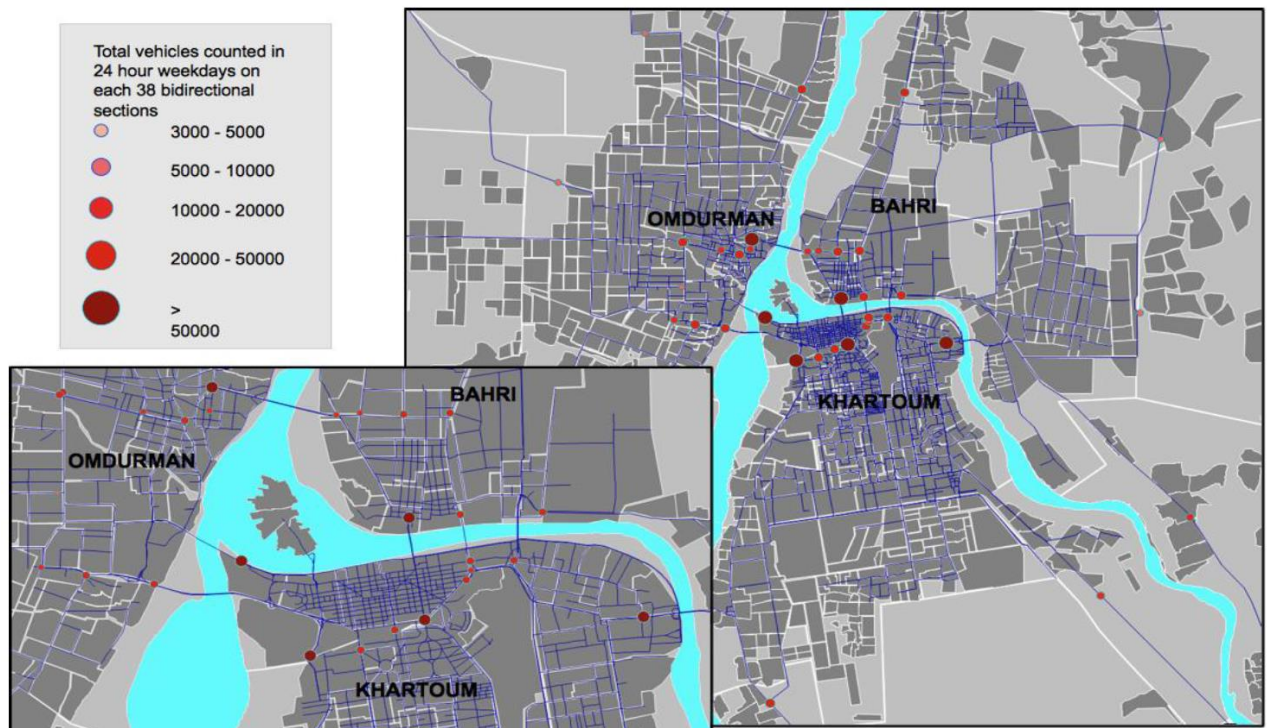 Total vehicles counted in
24 hour weekdays on
each 38 bidirectional
sections
3000 - 5000
5000 - 10000
10000 - 20000
20000 - 50000
>
50000
OMDURMAN
BAHRI
KHARTOUM
BAHRI
OMDURMAN
KHARTOUM